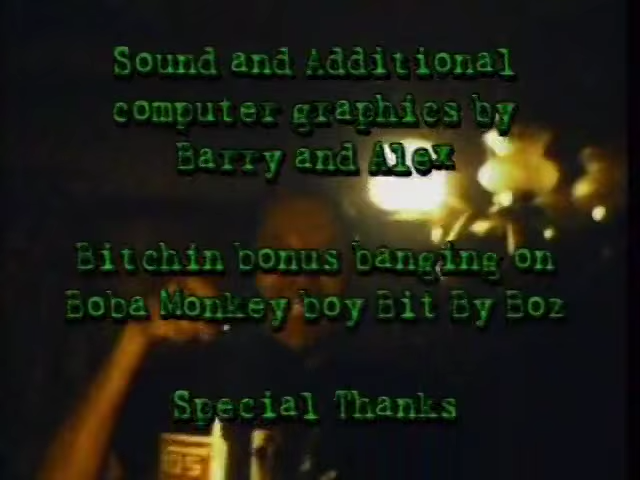 Sound and Additional
computer graphics by
Barry and Alex
Bitchin bonus banging on
Boba Monkey boy Bit By Boz
Special Thanks